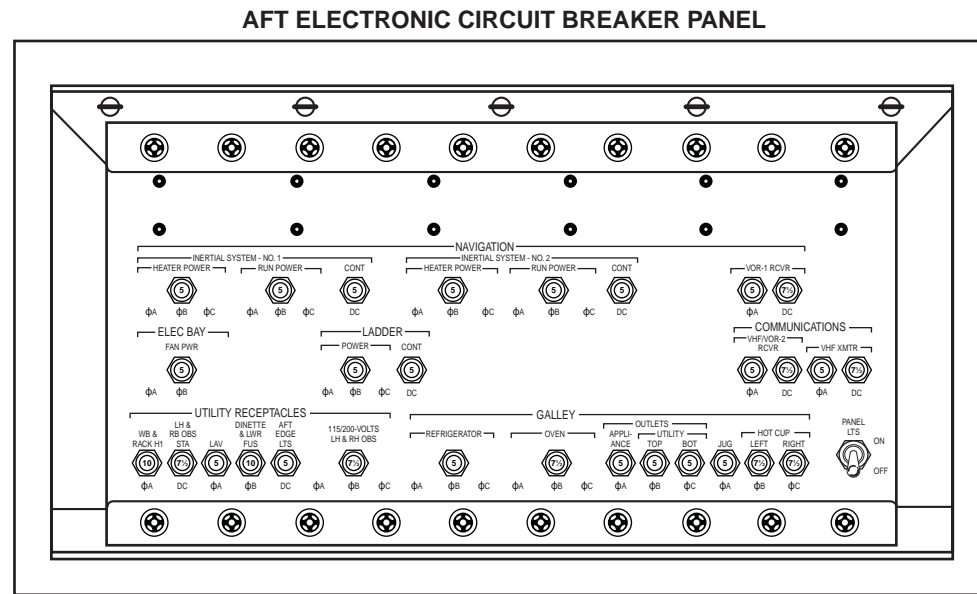 AFT ELECTRONIC CIRCUIT BREAKER PANEL
NAVIGATION
INERTIAL SYSTEM - NO. 1
INERTIAL SYSTEM - NO. 2
HEATER POWER RUN POWER CONT HEATER POWER RUN POWER CONT VOR-1 RCVR
5 5 5 5 5 5 5 7½
ϕA ϕB ϕC ϕA ϕB ϕC DC ϕA ϕB ϕC ϕA ϕB ϕC DC ϕA DC
ELEC BAY LADDER COMMUNICATIONS
FAN PWR POWER CONT VHF/VOR-2 RCVR VHF XMTR
5 5 5 5 7½ 5 7½
ϕA ϕB ϕA ϕB ϕC DC ϕA DC ϕA DC
UTILITY RECEPTACLES
WB &
RACK H1
LH &
RB OBS
STA
LAV
DINETTE
& LWR
FUS
AFT
EDGE
LTS
115/200-VOLTS
LH & RH OBS
10 7½ 5 10 5 7½
ϕA DC ϕA ϕB DC ϕA ϕB ϕC
GALLEY
REFRIGERATOR OVEN
OUTLETS
APPLI-
ANCE
UTILITY
TOP BOT
JUG
HOT CUP
LEFT RIGHT
5 7½ 5 5 5 5 7½ 7½
ϕA ϕB ϕC ϕA ϕB ϕC ϕA ϕB ϕC ϕA ϕB ϕC
PANEL
LTS
ON
OFF